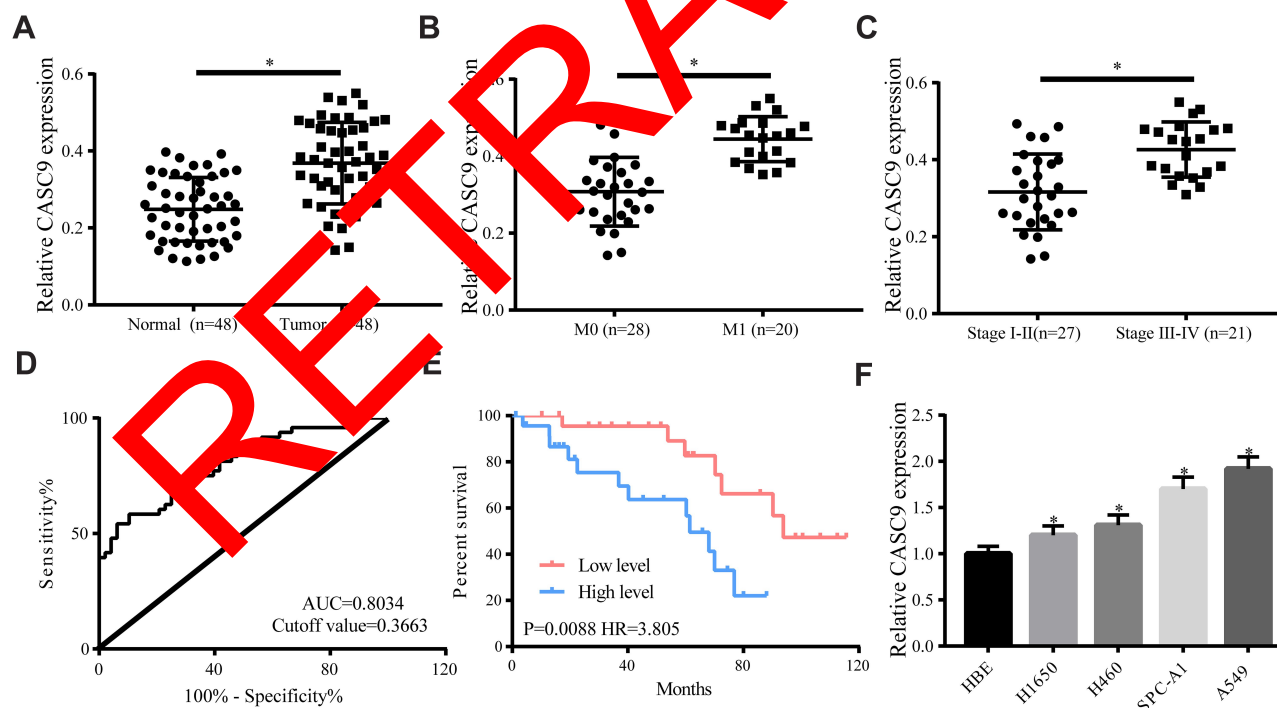 A
Relative CASC9 expression
0.6
0.4
0.2
0.0
*
Normal (n=48)
Tumor
48)
B
CASC9 expression
0.4
0.2
0.0
*
M0 (n=28)
M1 (n=20)
C
Relative CASC9 expression
0.6
0.4
0.2
0.0
*
Stage I-II(n=27)
Stage III-IV (n=21)
D
Sensitivity%
100
50
0
0
40
80
120
100% - Specificity%
AUC=0.8034
Cutoff value=0.3663
E
Percent survival
100
80
60
40
20
0
0
40
80
120
Months
Low level
High level
P=0.0088 HR=3.805
F
Relative CASC9 expression
2.5
2.0
1.5
1.0
0.5
0.0
*
*
*
*
HBE
H1650
H460
SPC-A1
A549
RETRA